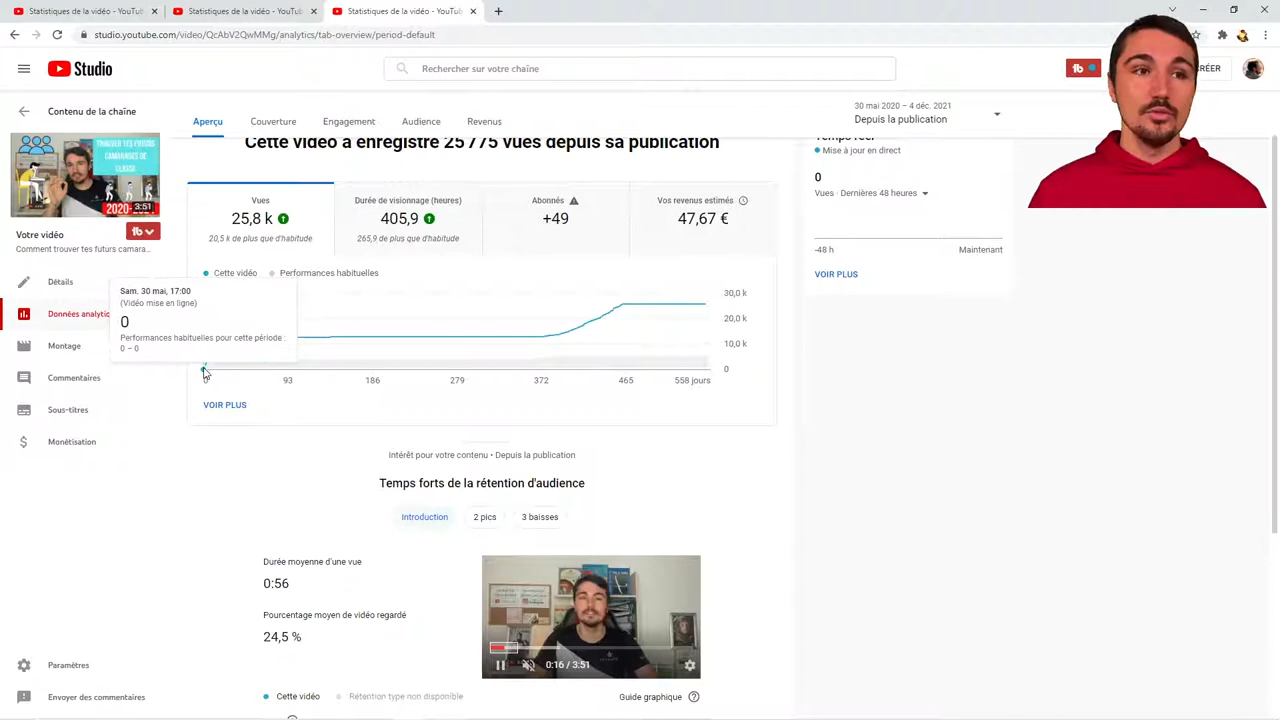 Statistiques de la vidéo - YouTub
Statistiques de la vidéo - YouTub
Statistiques de la vidéo - YouTub
studio.youtube.com/video/QcAbV2QwMMg/analytics/tab-overview/period-default
Studio
Rechercher sur votre chaîne
tb
RÉER
Contenu de la chaîne
Aperçu
Couverture
Engagement
Audience
Revenus
30 mai 2020 – 4 déc. 2021
Depuis la publication
TROUVER TES FUTURS
CAMARADES DE
CLASSE
3:51
Votre vidéo
Comment trouver tes futurs camara...
tb
Détails
Données analytic
Montage
Commentaires
Sous-titres
Monétisation
Paramètres
Envoyer des commentaires
Cette vidéo a enregistré 25 775 vues depuis sa publication
Vues
25,8 k
20,5 k de plus que d'habitude
Durée de visionnage (heures)
405,9
265,9 de plus que d'habitude
Abonnés
+49
Vos revenus estimés
47,67 €
Cette vidéo
Performances habituelles
Sam. 30 mai, 17:00
(Vidéo mise en ligne)
0
Performances habituelles pour cette période :
0 – 0
30,0 k
20,0 k
10,0 k
0
0
93
186
279
372
465
558 jours
VOIR PLUS
Intérêt pour votre contenu • Depuis la publication
Temps forts de la rétention d'audience
Introduction
2 pics
3 baisses
Durée moyenne d'une vue
0:56
Pourcentage moyen de vidéo regardé
24,5 %
0:16 / 3:51
Cette vidéo
Rétention type non disponible
Guide graphique
Temps réel
Mise à jour en direct
0
Vues · Dernières 48 heures
-48 h
Maintenant
VOIR PLUS